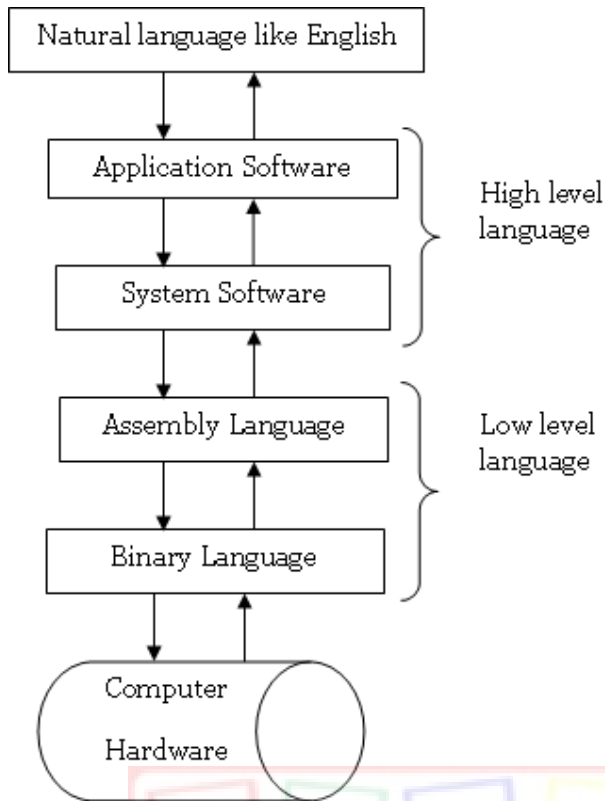 Natural language like English
Application Software
High level
language
System Software
Assembly Language
Low level
language
Binary Language
Computer
Hardware